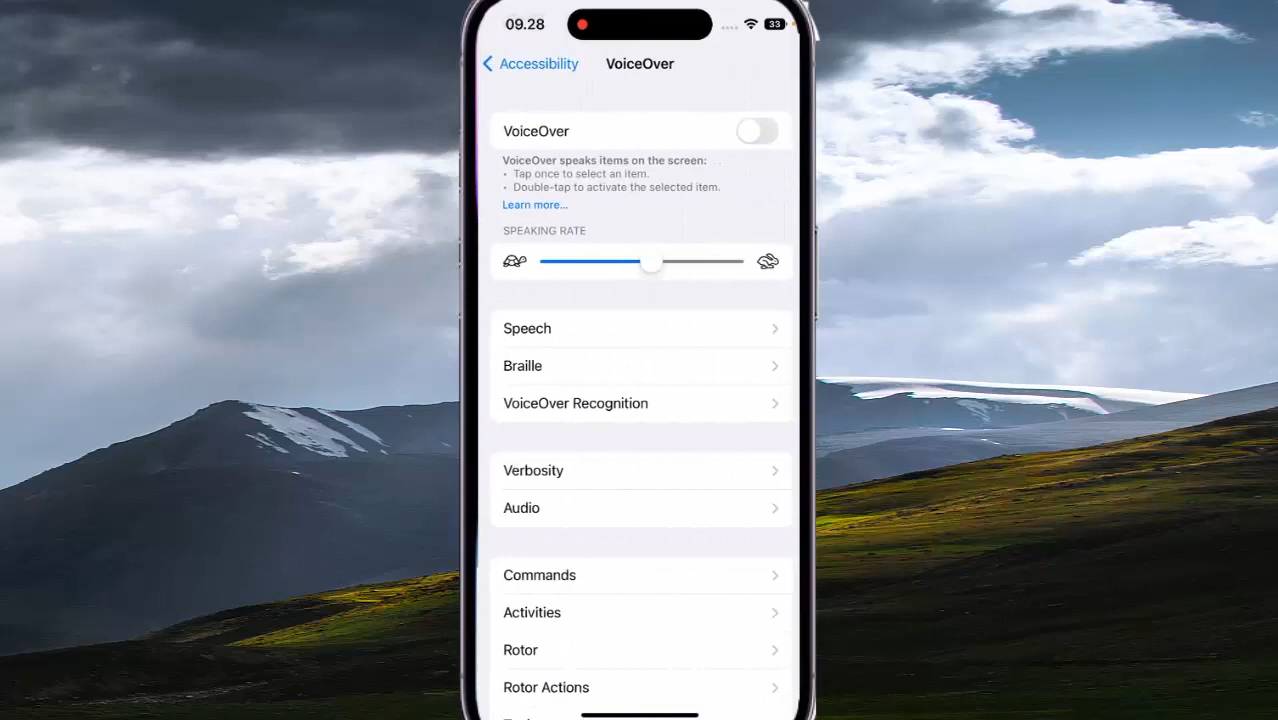 09.28
33
Accessibility
VoiceOver
VoiceOver
VoiceOver speaks items on the screen:
• Tap once to select an item.
• Double-tap to activate the selected item.
Learn more...
SPEAKING RATE
Speech
Braille
VoiceOver Recognition
Verbosity
Audio
Commands
Activities
Rotor
Rotor Actions